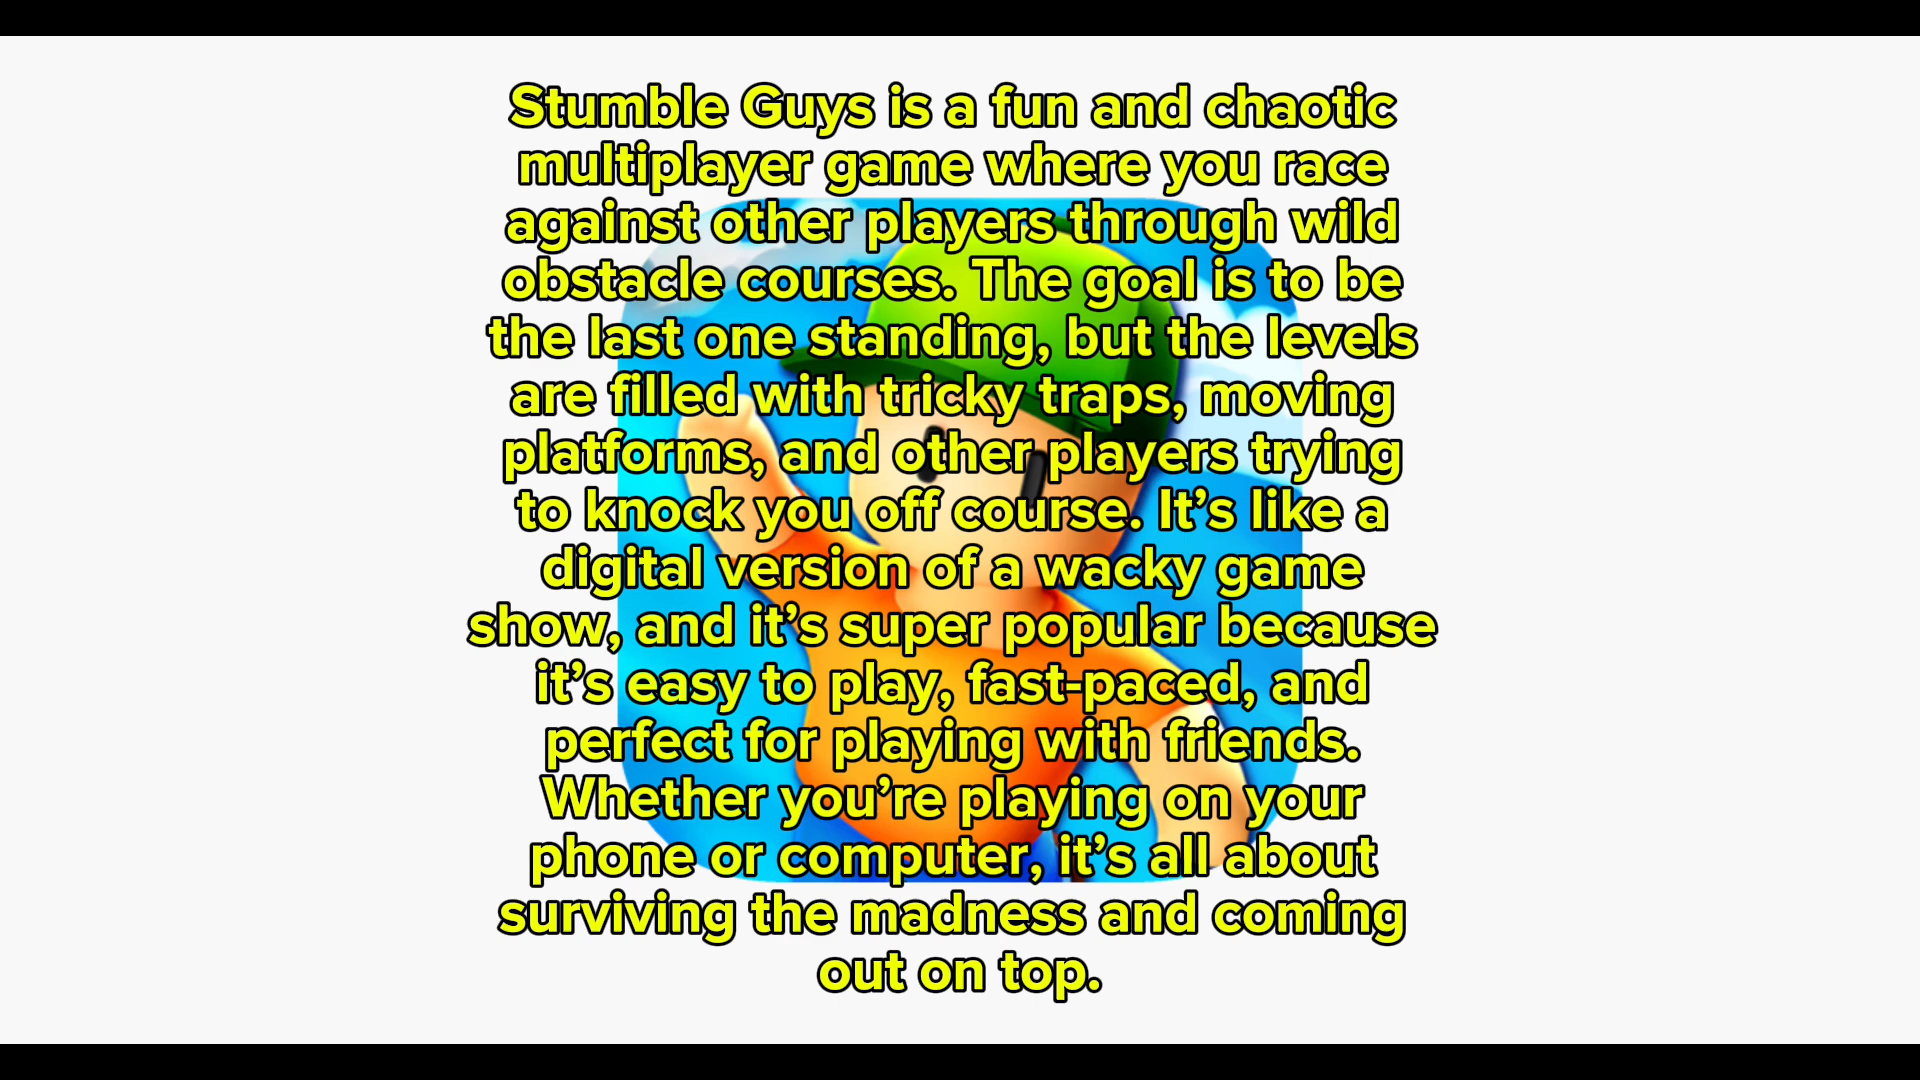 Stumble Guys is a fun and chaotic
multiplayer game where you race
against other players through wild
obstacle courses. The goal is to be
the last one standing, but the levels
are filled with tricky traps, moving
platforms, and other players trying
to knock you off course. It’s like a
digital version of a wacky game
show, and it’s super popular because
it’s easy to play, fast-paced, and
perfect for playing with friends.
Whether you’re playing on your
phone or computer, it’s all about
surviving the madness and coming
out on top.